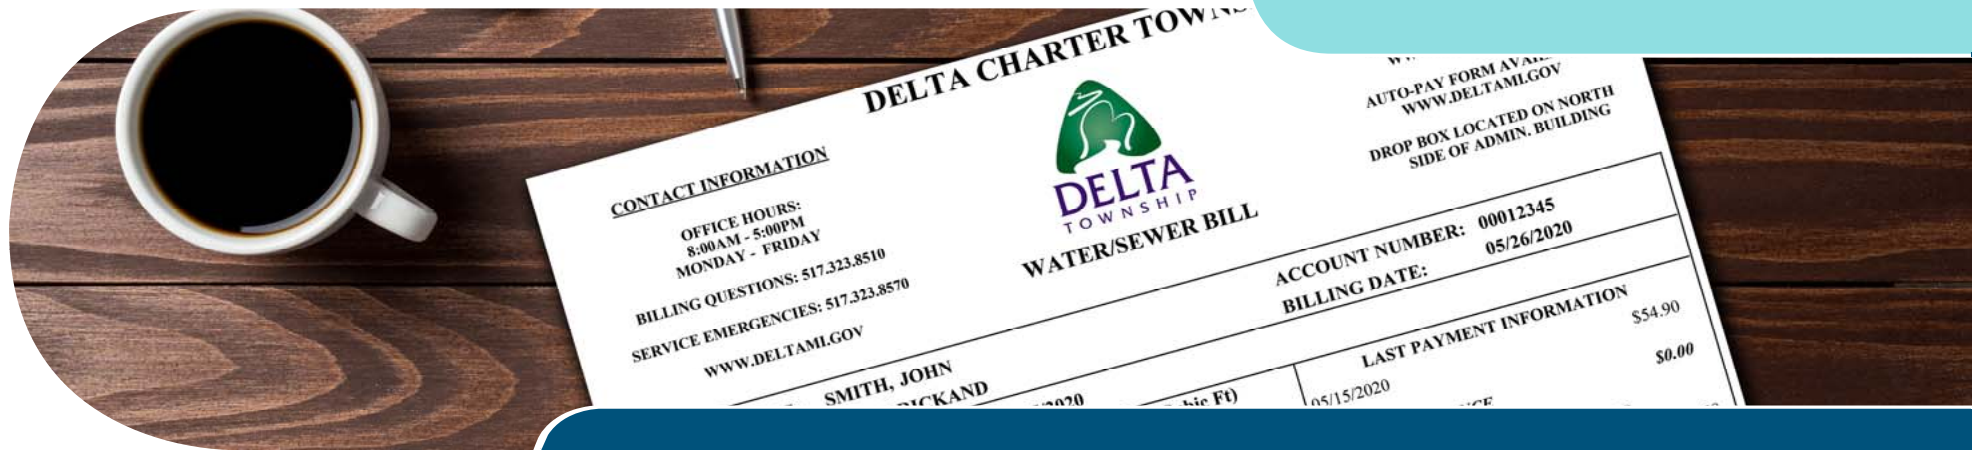 DELTA CHARTER
CONTACT INFORMATION
OFFICE HOURS:
8:00AM - 5:00PM
MONDAY - FRIDAY
BILLING QUESTIONS: 517.323.8510
SERVICE EMERGENCIES: 517.323.8570
WWW.DELTAMI.GOV
DELTA
TOWNSHIP
WATER/SEWER BILL
AUTO-PAY FORM
WWW.DELTAMI.GOV
DROP BOX LOCATED ON NORTH
SIDE OF ADMIN. BUILDING
ACCOUNT NUMBER: 00012345
BILLING DATE: 05/26/2020
SMITH, JOHN
LAST PAYMENT INFORMATION
05/15/2020 $54.90
$0.00
Ft)